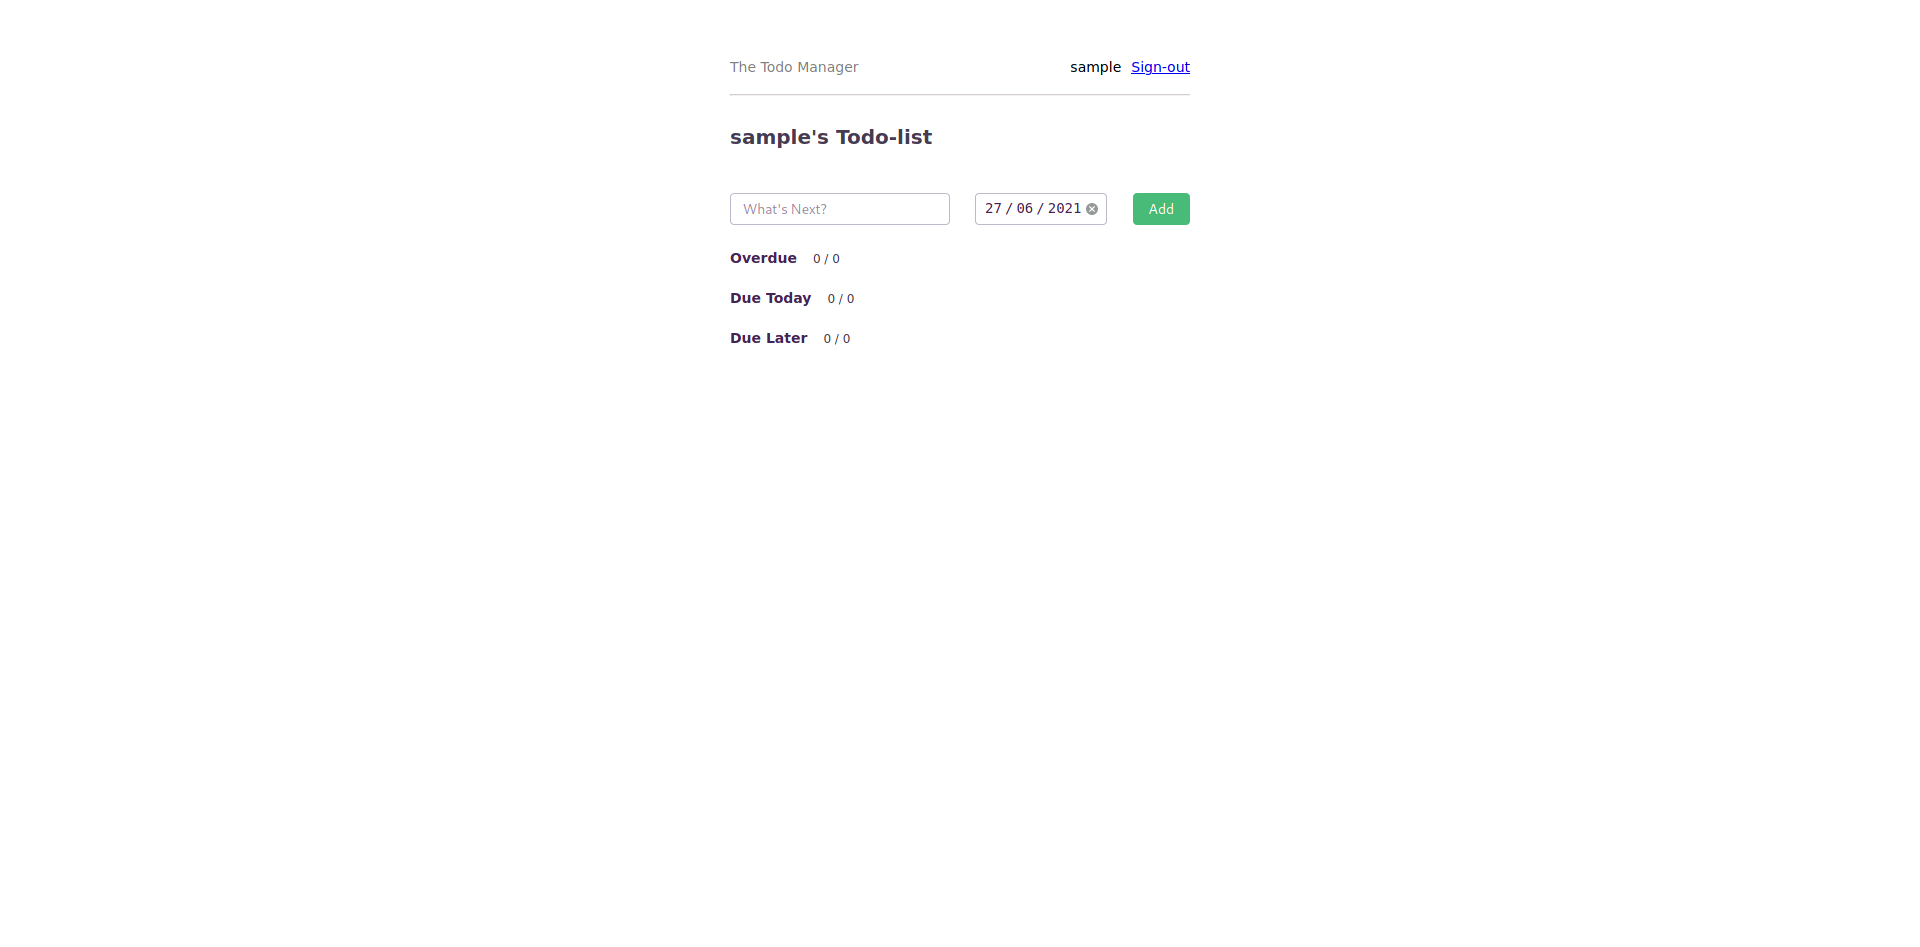 The Todo Manager sample Sign-out
sample's Todo-list
What's Next? 27 / 06 / 2021 Add
Overdue 0 / 0
Due Today 0 / 0
Due Later 0 / 0